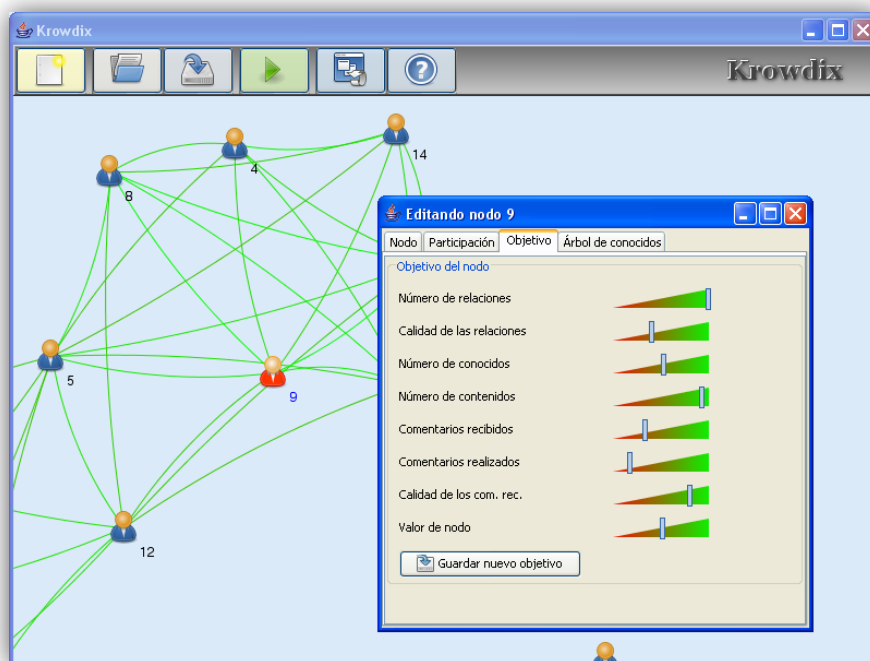 Krowdix
Krowdix
14
4
8
Editando nodo 9
Nodo Participación Objetivo Árbol de conocidos
Objetivo del nodo
Número de relaciones
Calidad de las relaciones
Número de conocidos
5
9
Número de contenidos
Comentarios recibidos
Comentarios realizados
Calidad de los com. rec.
Valor de nodo
12
Guardar nuevo objetivo